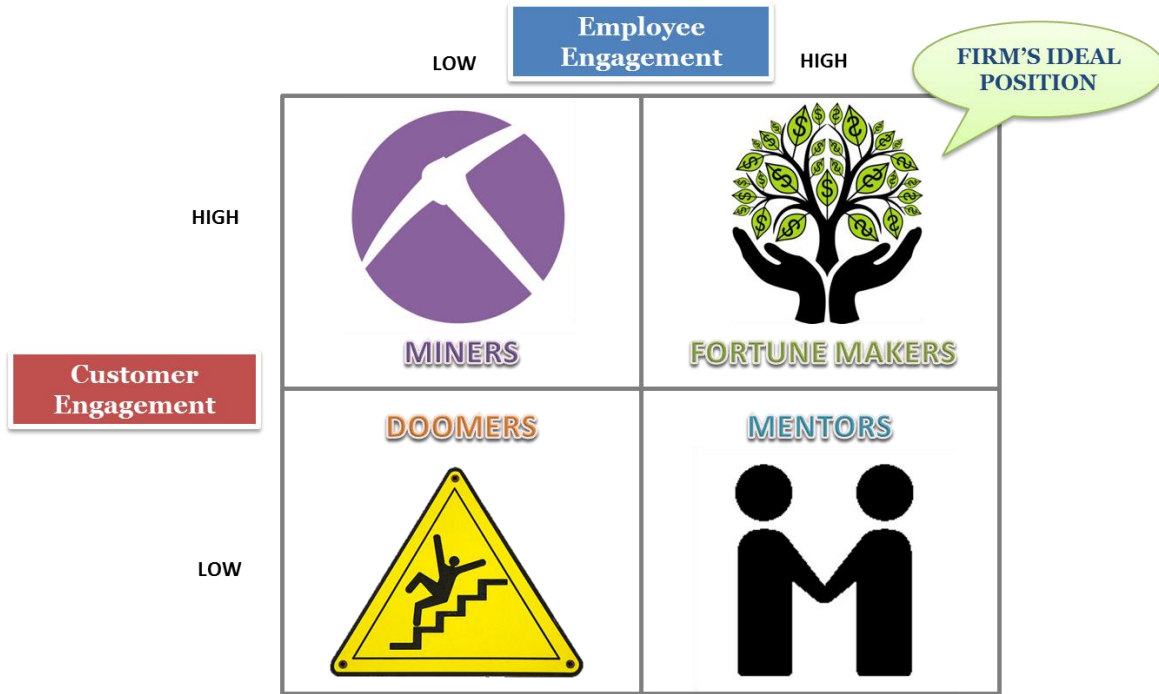 Employee
Engagement
LOW
HIGH
FIRM'S IDEAL
POSITION
HIGH
MINERS
FORTUNE MAKERS
Customer
Engagement
DOOMERS
MENTORS
LOW